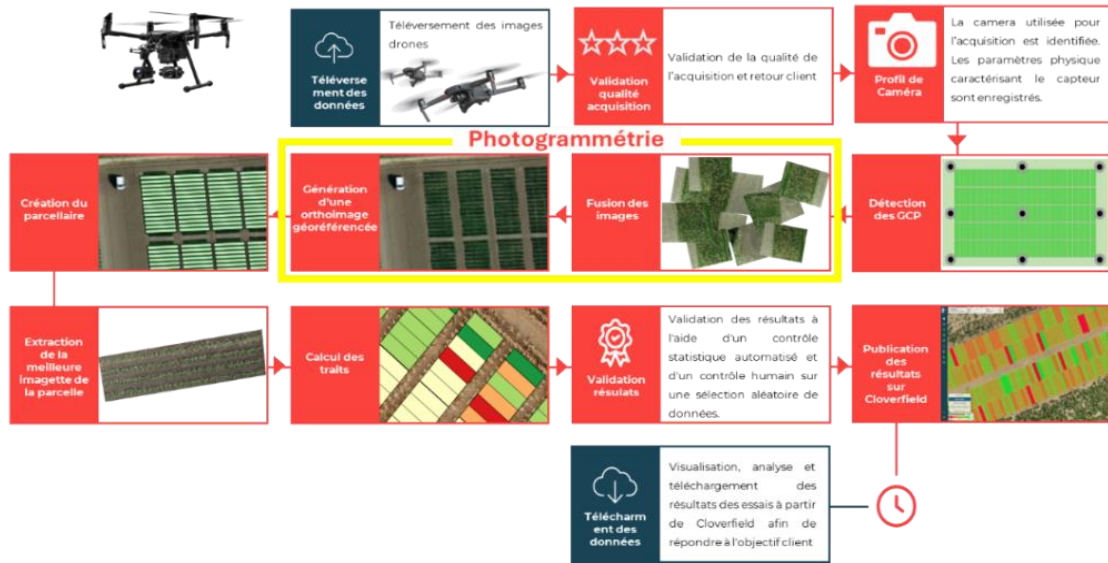 Téléverse
ment des
données
Téléversement des images
drones
Validation
qualité
acquisition
Validation de la qualité de
l'acquisition et retour client
Profil de
Caméra
La camera utilisée pour
l'acquisition est identifiée.
Les paramètres physique
caractérisant le capteur
sont enregistrés.
Photogrammétrie
Création du
parcellaire
Génération
d'une
orthoimage
géoréférencée
Fusion des
images
Détection
des GCP
Extraction de la
meilleure
imagette de
la parcelle
Calcul des
traits
Validation
résulats
Validation des résultats à
l'aide d'un contrôle
statistique automatisé et
d'un contrôle humain sur
une sélection aléatoire de
données.
Publication
des
résultats sur
Cloverfield
Télécharm
ent des
données
Visualisation, analyse et
téléchargement des
résultats des essais à partir
de Cloverfield afin de
répondre à l'objectif client